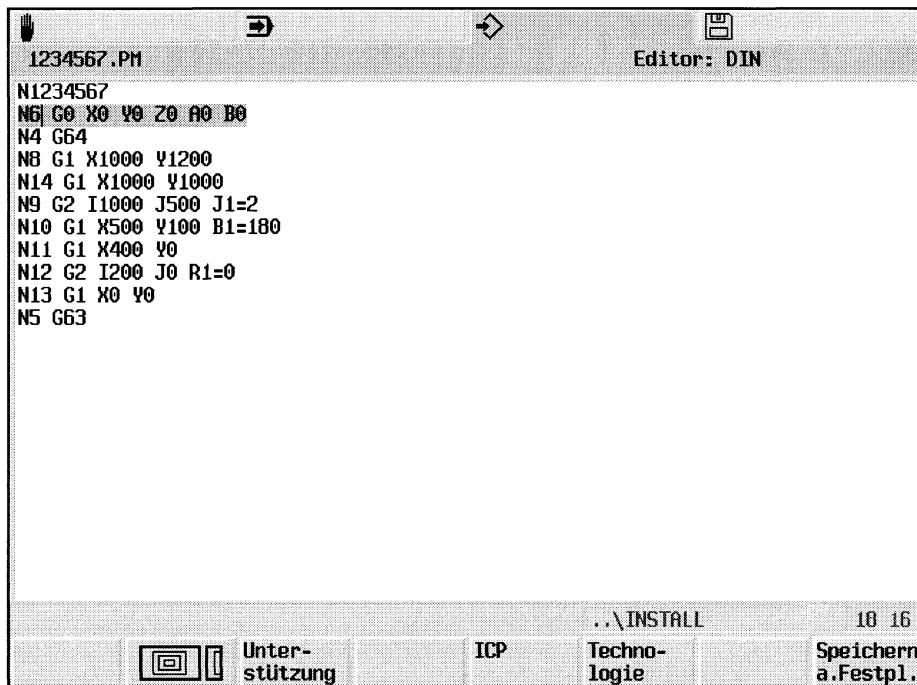 1234567.PM Editor: DIN
N1234567
N6 G0 X0 Y0 Z0 A0 B0
N4 G64
N8 G1 X1000 Y1200
N14 G1 X1000 Y1000
N9 G2 I1000 J500 J1=2
N10 G1 X500 Y100 B1=180
N11 G1 X400 Y0
N12 G2 I200 J0 R1=0
N13 G1 X0 Y0
N5 G63
..\INSTALL 18 16
Unter-
stützung
ICP
Techno-
logie
Speichern
a.Festpl.